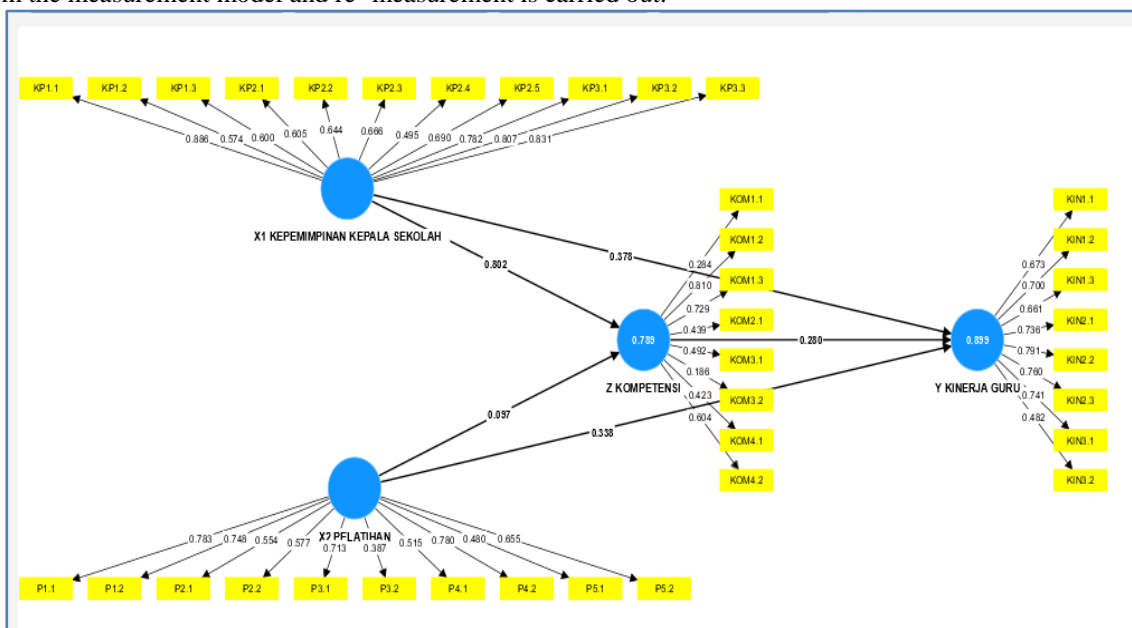 in the measurement model and re- measurement is carried out.
KP1.1 KP1.2 KP1.3 KP2.1 KP2.2 KP2.3 KP2.4 KP2.5 KP3.1 KP3.2 KP3.3
0.886 0.574 0.600 0.605 0.644 0.666 0.495 0.690 0.782 0.807 0.831
X1 KEPEMIMPINAN KEPALA SEKOLAH
0.802
0.378
KOM1.1
KOM1.2
KOM1.3
KOM2.1
KOM3.1
KOM3.2
KOM4.1
KOM4.2
0.284
0.810
0.729
0.439
0.492
0.186
0.423
0.604
0.789
Z KOMPETENSI
0.280
KIN1.1
KIN1.2
KIN1.3
KIN2.1
KIN2.2
KIN2.3
KIN3.1
KIN3.2
0.673
0.700
0.661
0.736
0.791
0.760
0.741
0.482
0.899
Y KINERJA GURU
0.097
0.338
X2 PELATIHAN
0.783 0.748 0.554 0.577 0.713 0.387 0.515 0.780 0.480 0.655
P1.1 P1.2 P2.1 P2.2 P3.1 P3.2 P4.1 P4.2 P5.1 P5.2